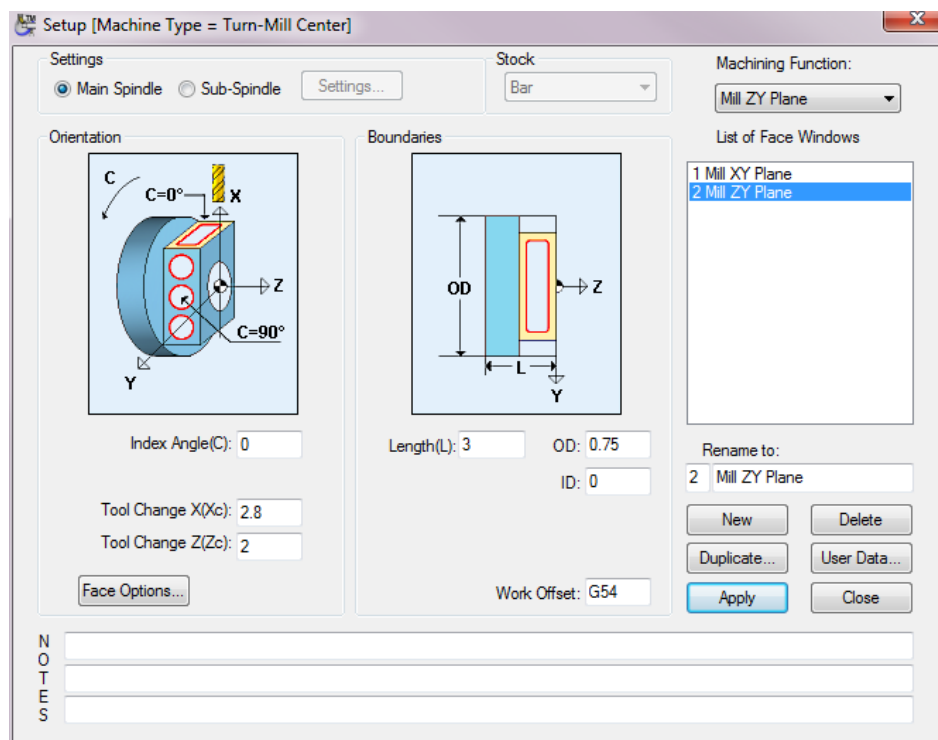 Setup [Machine Type = Turn-Mill Center]
Settings
Main Spindle
Sub-Spindle
Settings...
Stock
Bar
Machining Function:
Mill ZY Plane
Orientation
C
C=0°
X
Z
C=90°
Y
Index Angle(C): 0
Tool Change X(Xc): 2.8
Tool Change Z(Zc): 2
Face Options...
Boundaries
OD
Z
L
Y
Length(L): 3
OD: 0.75
ID: 0
Work Offset: G54
List of Face Windows
1 Mill XY Plane
2 Mill ZY Plane
Rename to:
2 Mill ZY Plane
New
Delete
Duplicate...
User Data...
Apply
Close
NOTES